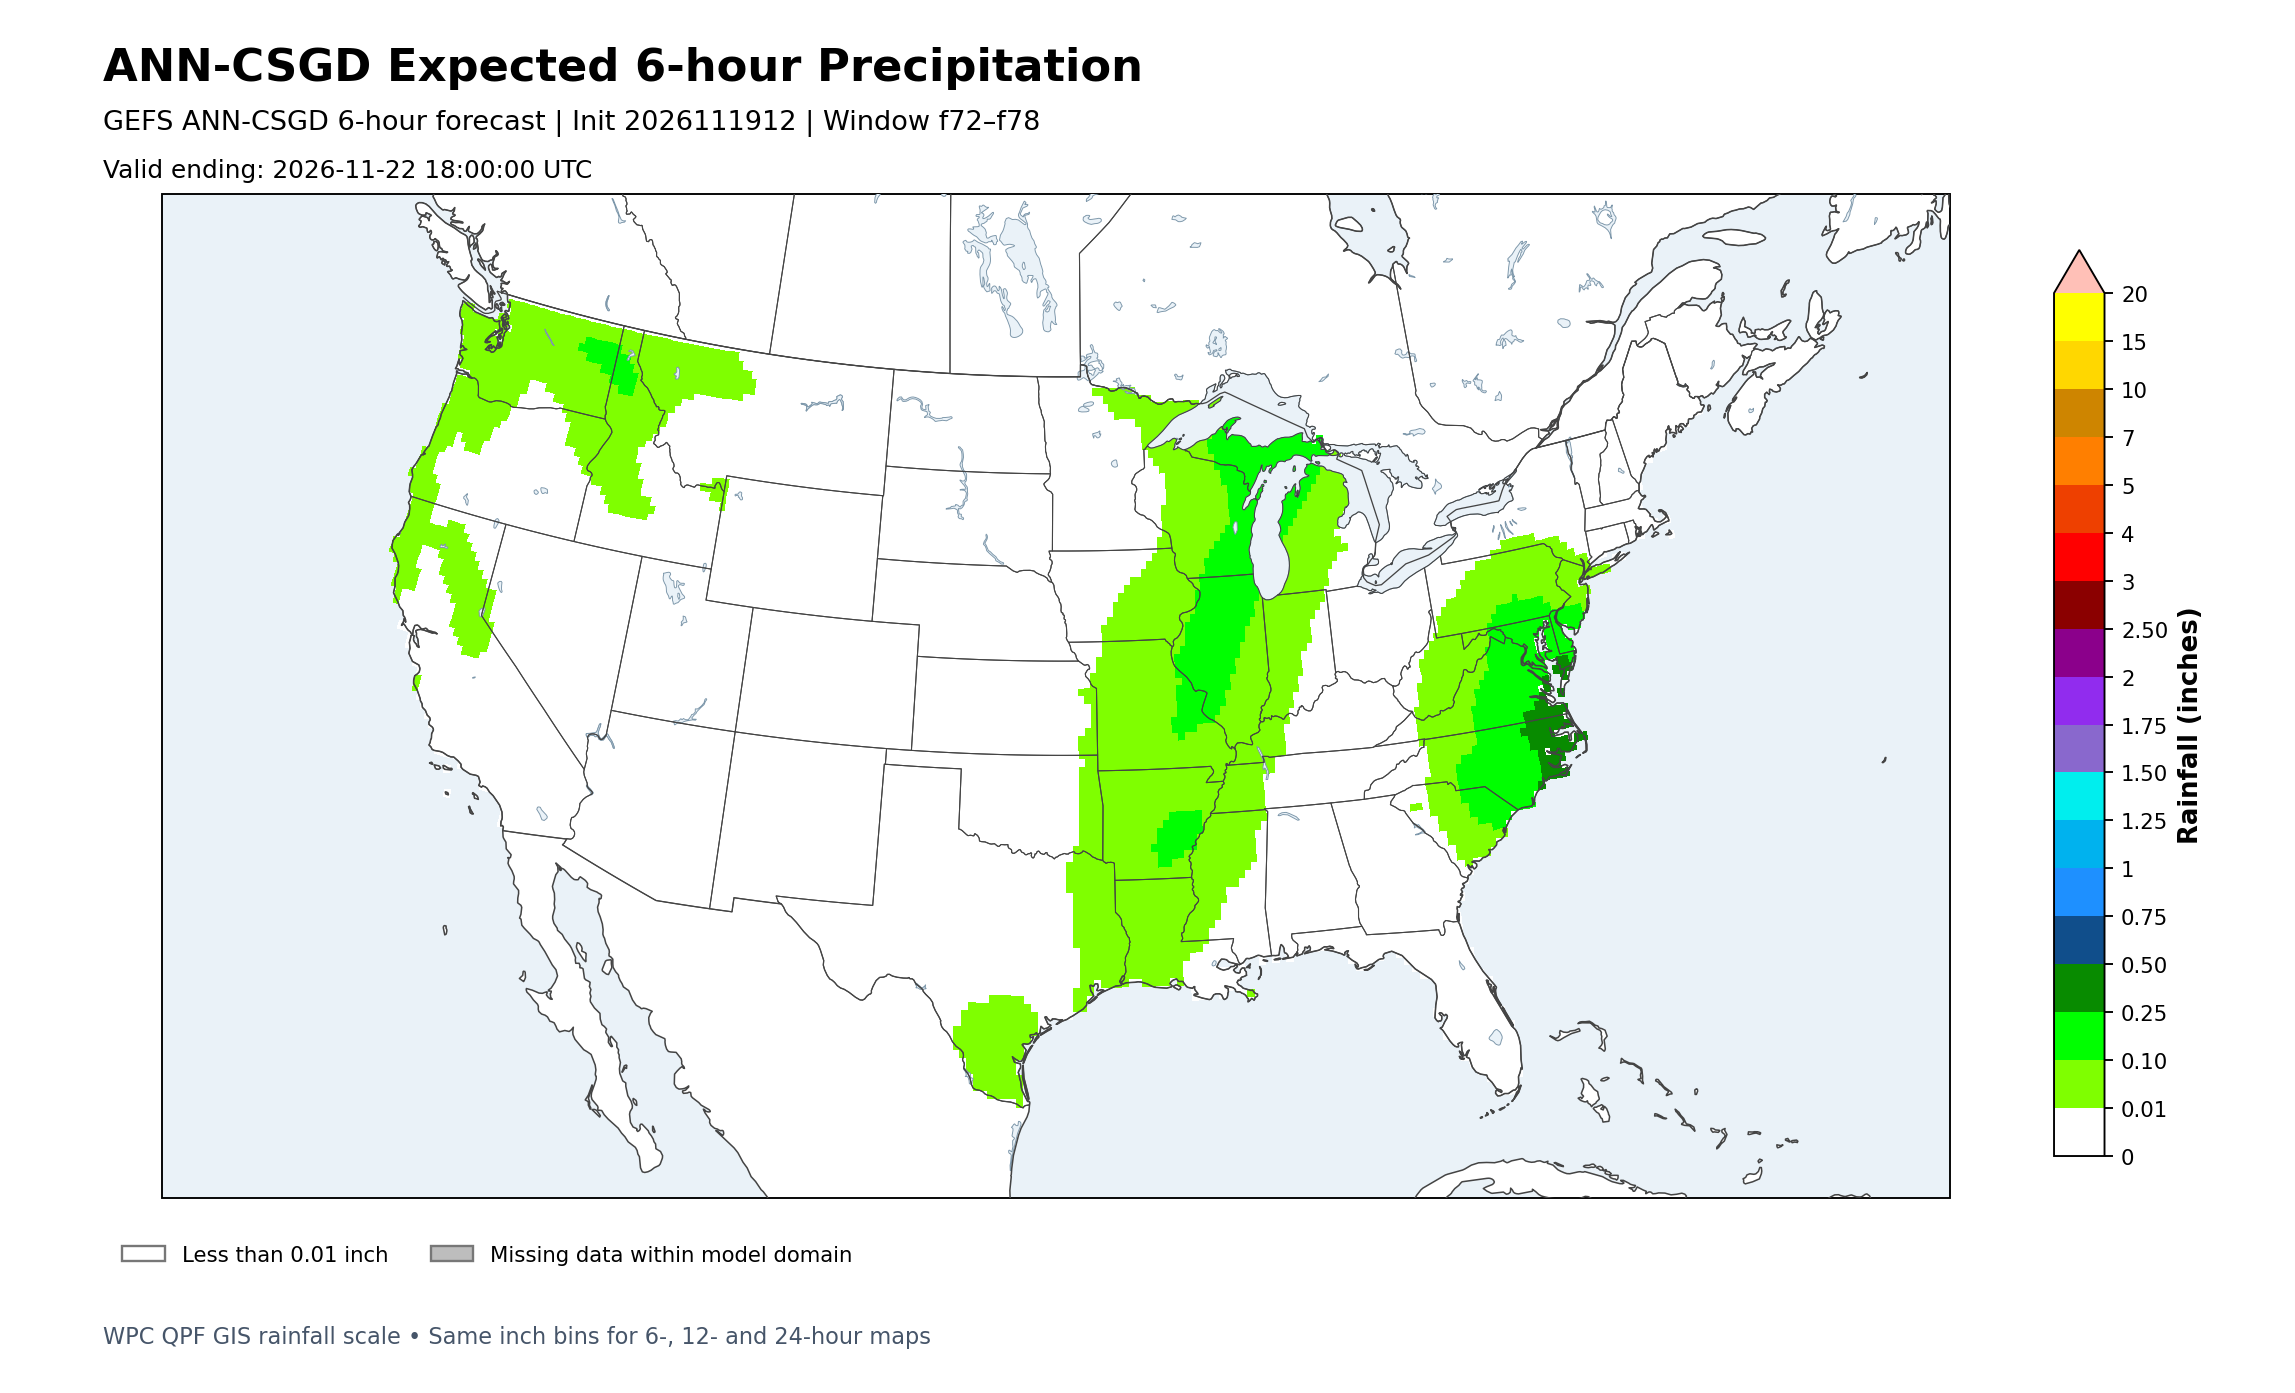 ANN-CSGD Expected 6-hour Precipitation
GEFS ANN-CSGD 6-hour forecast | Init 2026111912 | Window f72–f78
Valid ending: 2026-11-22 18:00:00 UTC
20
15
10
7
5
4
3
2.50
2
1.75
1.50
1.25
1
0.75
0.50
0.25
0.10
0.01
0
Rainfall (inches)
Less than 0.01 inch
Missing data within model domain
WPC QPF GIS rainfall scale • Same inch bins for 6-, 12- and 24-hour maps